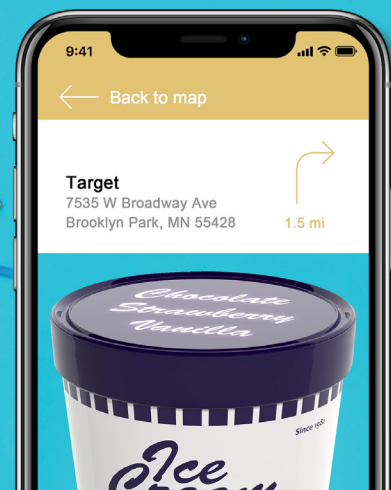 9:41
Back to map
Target
7535 W Broadway Ave
Brooklyn Park, MN 55428
1.5 mi
Chocolate
Strawberry
Vanilla
Since 1981
Ice
Cream